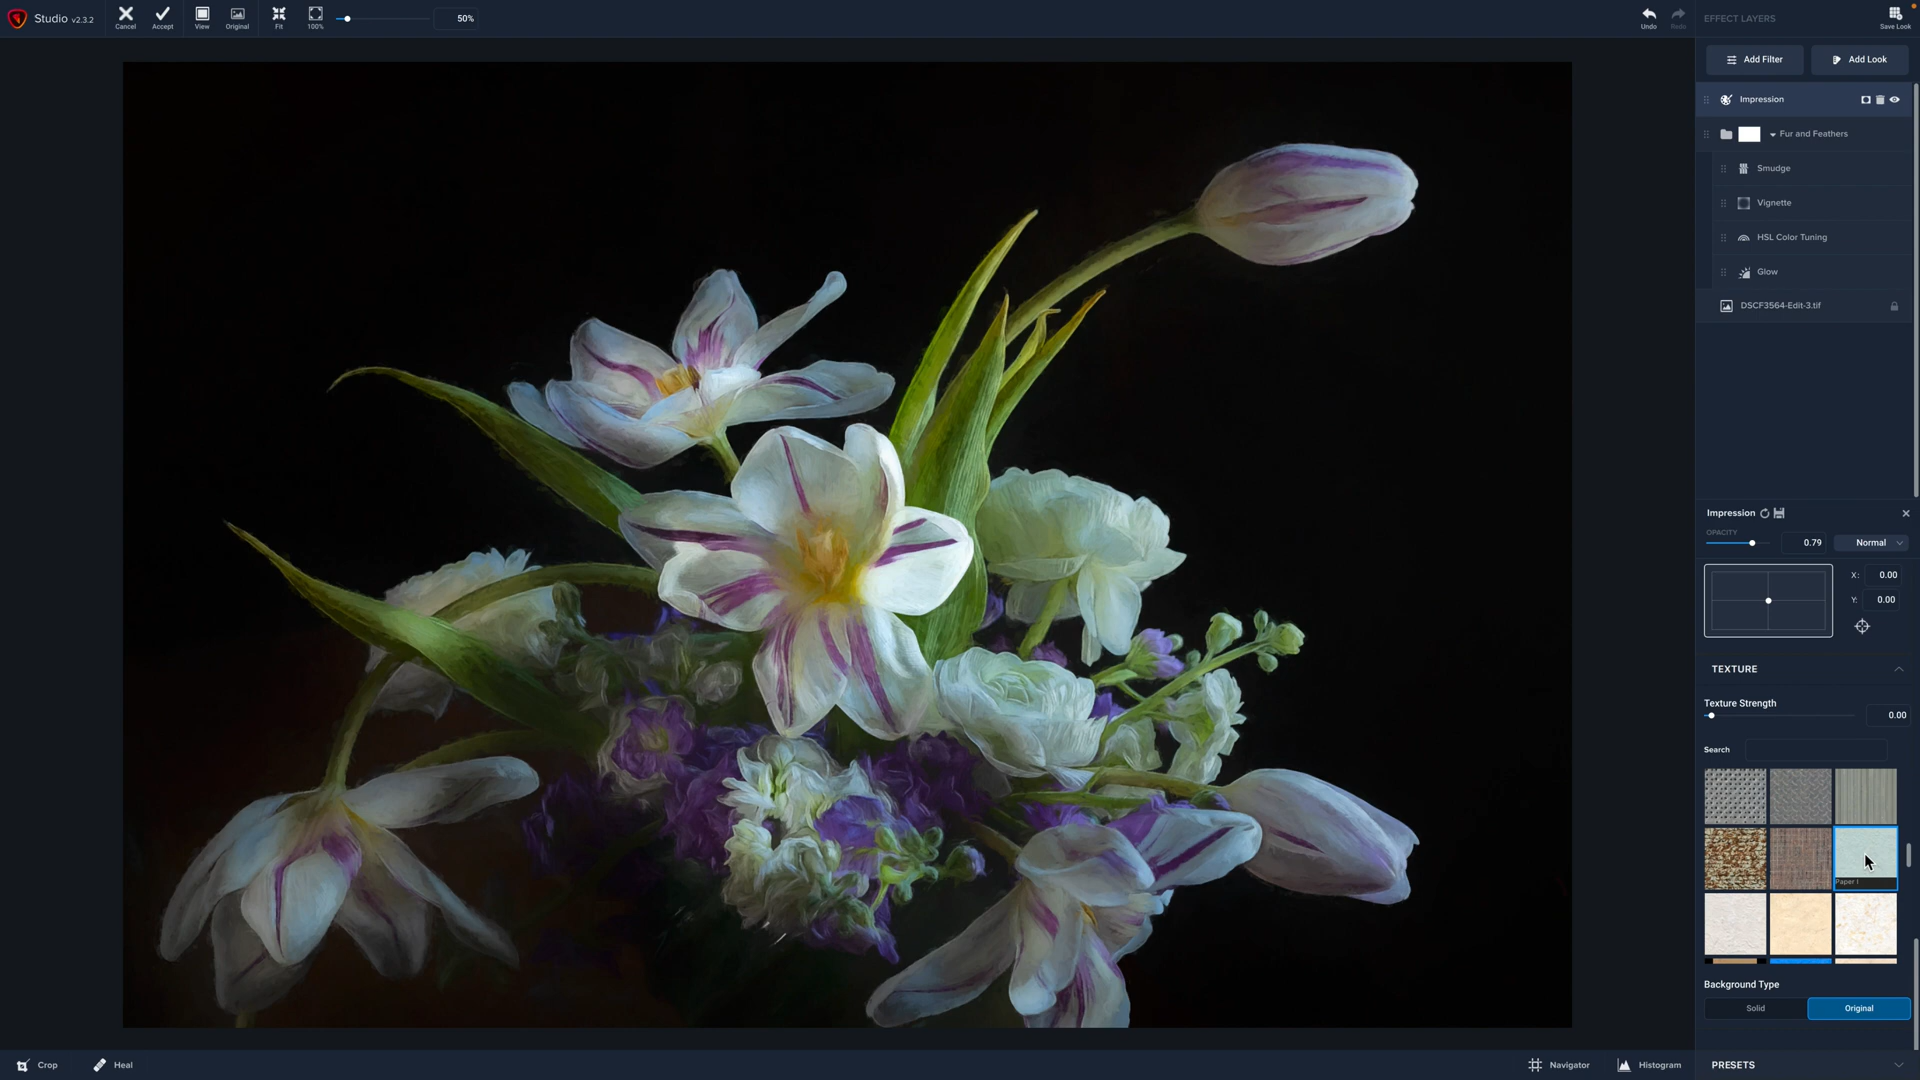 Studio v2.3.2
Cancel
Accept
View
Original
Fit
100%
50%
Undo
Redo
EFFECT LAYERS
Save Look
Add Filter
Add Look
Impression
Fur and Feathers
Smudge
Vignette
HSL Color Tuning
Glow
DSCF3564-Edit-3.tif
Impression
OPACITY
0.79
Normal
X: 0.00
Y: 0.00
TEXTURE
Texture Strength
0.00
Search
Paper I
Background Type
Solid
Original
Crop
Heal
Navigator
Histogram
PRESETS